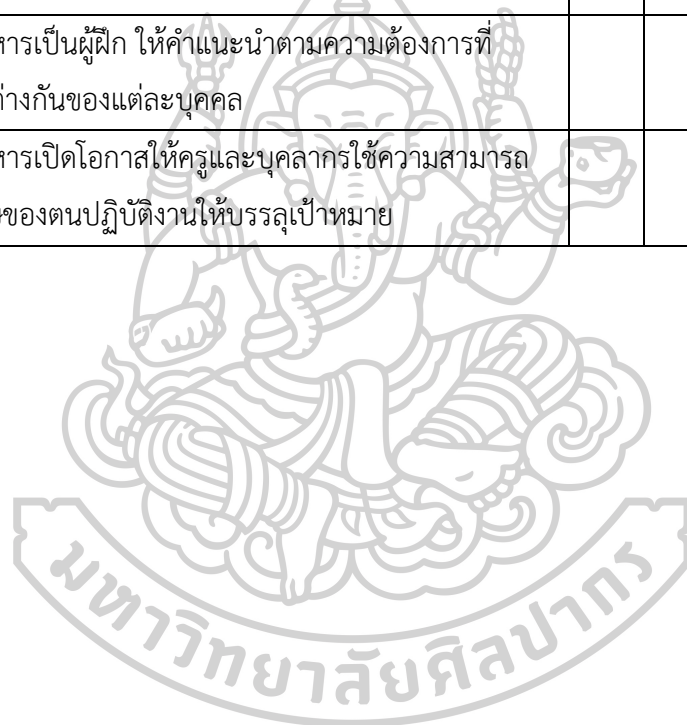 หารเป็นผู้ฝึก ให้คำแนะนำตามความต้องการที่
ต่างกันของแต่ละบุคคล
หารเปิดโอกาสให้ครูและบุคลากรใช้ความสามารถ
ของตนปฏิบัติงานให้บรรลุเป้าหมาย
มหาวิทยาลัยศิลปากร